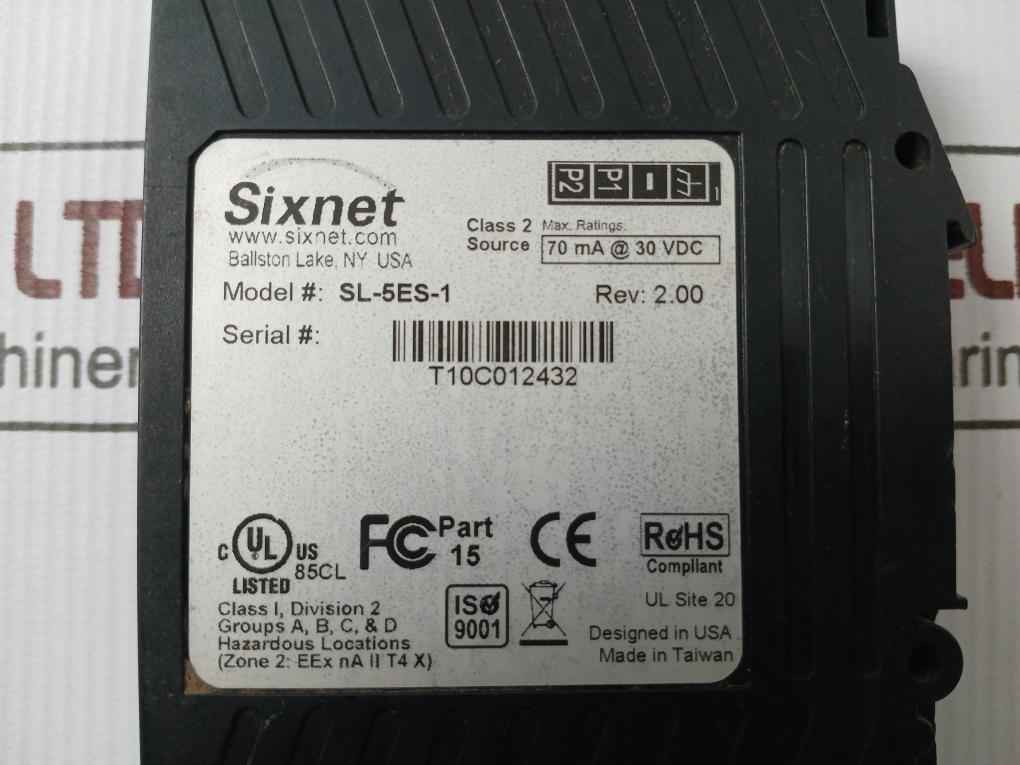 Sixnet
www.sixnet.com
Ballston Lake, NY USA
P2 P1 -
Class 2 Max. Ratings:
Source 70 mA @ 30 VDC
Model #: SL-5ES-1 Rev: 2.00
Serial #:
T10C012432
C UL US
LISTED 85CL
FC Part 15
CE
RoHS
Compliant
Class I, Division 2
Groups A, B, C, & D
Hazardous Locations
(Zone 2: EEx nA II T4 X)
ISO
9001
UL Site 20
Designed in USA
Made in Taiwan
LT
hiner